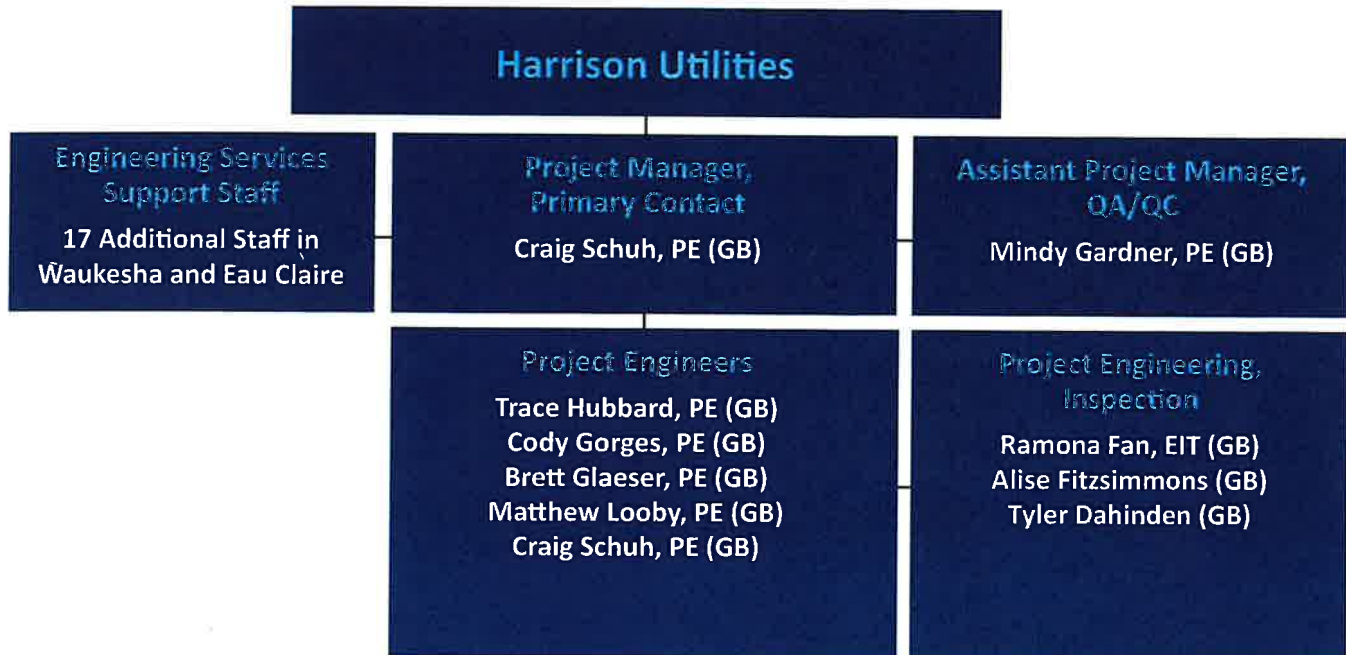 Harrison Utilities
Engineering Services
Support Staff
17 Additional Staff in
Waukesha and Eau Claire
Project Manager,
Primary Contact
Craig Schuh, PE (GB)
Assistant Project Manager,
QA/QC
Mindy Gardner, PE (GB)
Project Engineers
Trace Hubbard, PE (GB)
Cody Gorges, PE (GB)
Brett Glaeser, PE (GB)
Matthew Looby, PE (GB)
Craig Schuh, PE (GB)
Project Engineering,
Inspection
Ramona Fan, EIT (GB)
Alise Fitzsimmons (GB)
Tyler Dahinden (GB)